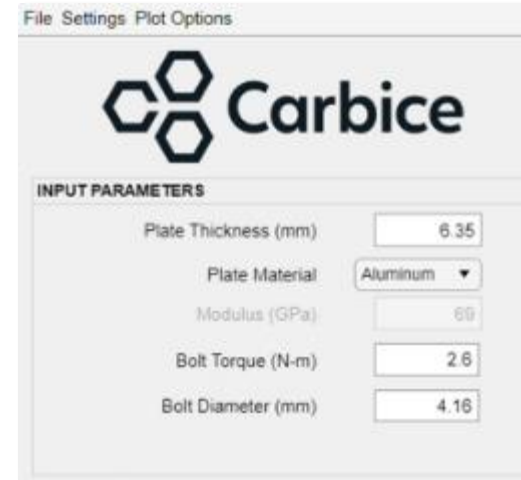 File Settings Plot Options
Carbice
INPUT PARAMETERS
Plate Thickness (mm) 6.35
Plate Material Aluminum
Modulus (GPa) 69
Bolt Torque (N-m) 2.6
Bolt Diameter (mm) 4.16